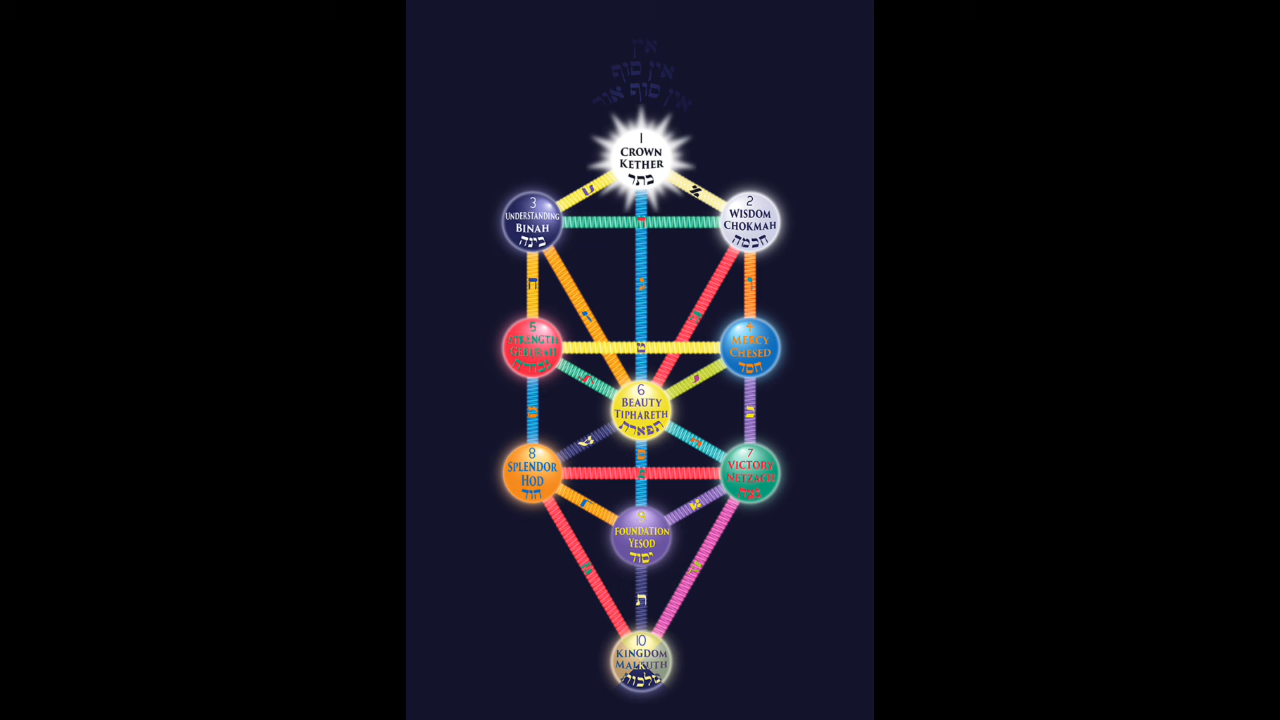 אין
אין סוף
אין סוף אור
1
CROWN
KETHER
כתר
3
UNDERSTANDING
BINAH
בינה
2
WISDOM
CHOKMAH
חכמה
5
STRENGTH
GEBURAH
גבורה
4
MERCY
CHESED
חסד
6
BEAUTY
TIPHARETH
תפארת
8
SPLENDOR
HOD
הוד
7
VICTORY
NETZACH
נצח
9
FOUNDATION
YESOD
יסוד
ת
10
KINGDOM
MALKUTH
מלכות